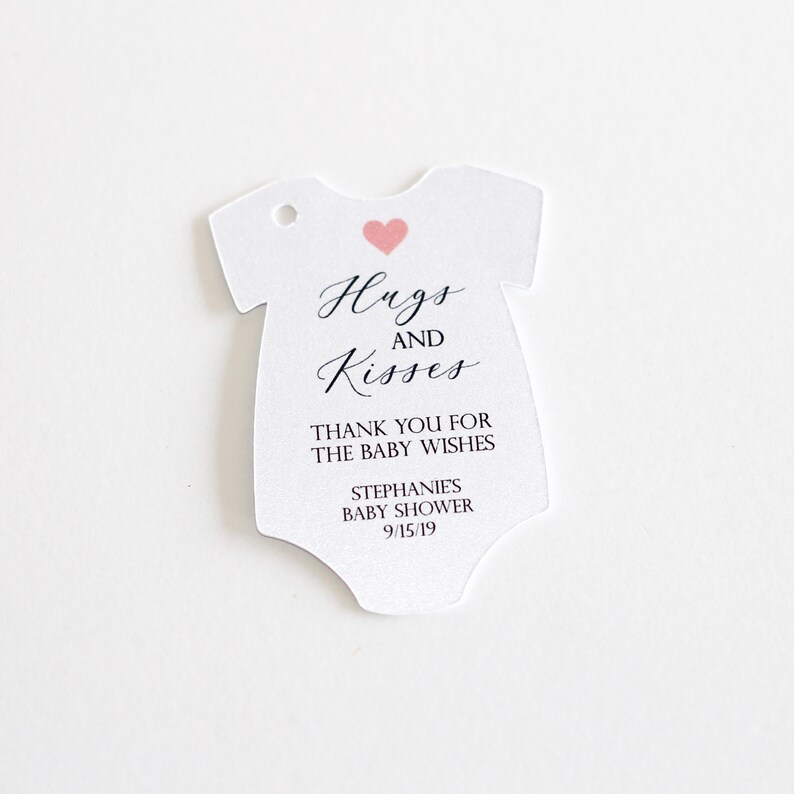 Hugs
AND
Kisses
THANK YOU FOR
THE BABY WISHES
STEPHANIE'S
BABY SHOWER
9/15/19